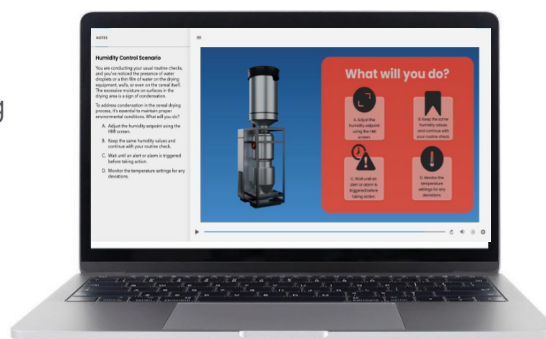 g
NOTES
Humidity Control Scenario
You are conducting your usual routine checks,
and you've noticed the presence of water
droplets or a thin film of water on the drying
equipment, walls, or even on the cereal itself.
The excessive moisture on surfaces in the
drying area is a sign of condensation.
To address condensation in the cereal drying
process, it's essential to maintain proper
environmental conditions. What will you do?
A. Adjust the humidity setpoint using the
HMI screen.
B. Keep the same humidity values and
continue with your routine check.
C. Wait until an alert or alarm is triggered
before taking action.
D. Monitor the temperature settings for any
deviations.
What will you do?
A. Adjust the
humidity setpoint
using the HMI
screen.
B. Keep the same
humidity values
and continue with
your routine check.
C. Wait until an
alert or alarm is
triggered before
taking action.
D. Monitor the
temperature
settings for any
deviations.